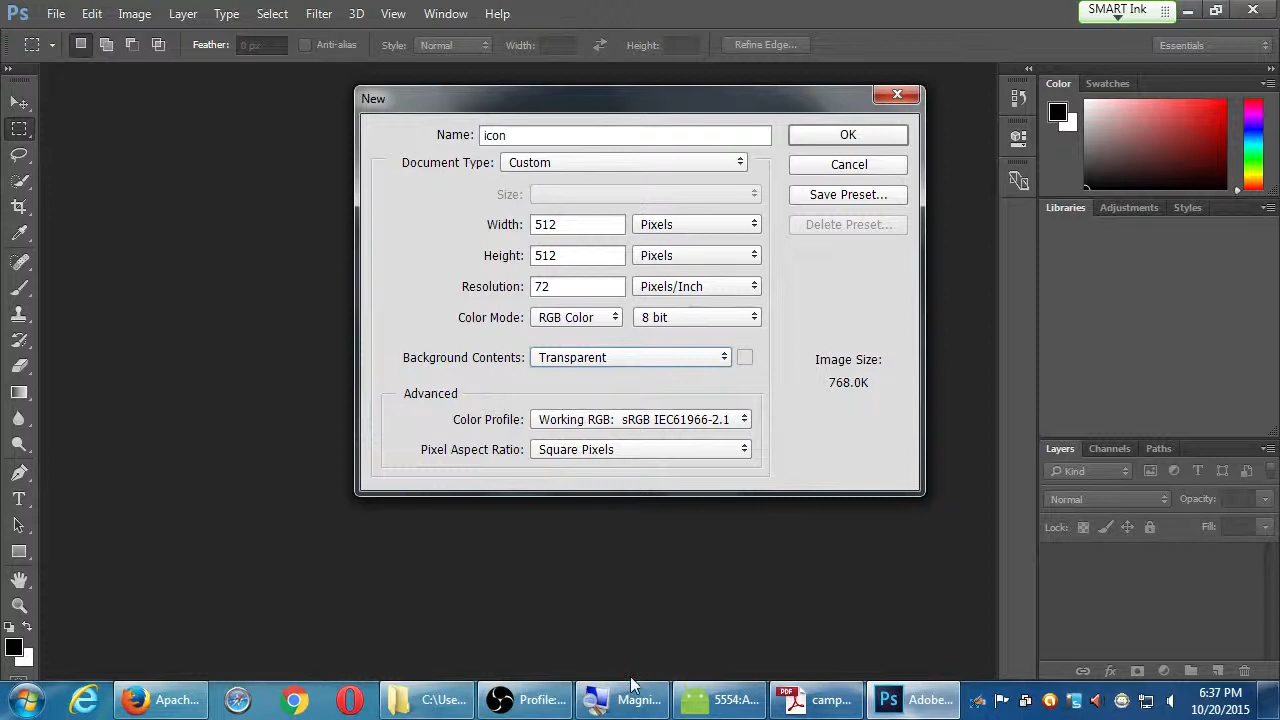 Ps File Edit Image Layer Type Select Filter 3D View Window Help
SMART Ink
Feather: 0 px Anti-alias Style: Normal Width: Height: Refine Edge... Essentials
New
Name: icon OK
Document Type: Custom Cancel
Size: Save Preset...
Width: 512 Pixels Delete Preset...
Height: 512 Pixels
Resolution: 72 Pixels/Inch
Color Mode: RGB Color 8 bit
Background Contents: Transparent
Image Size:
768.0K
Advanced
Color Profile: Working RGB: sRGB IEC61966-2.1
Pixel Aspect Ratio: Square Pixels
Color Swatches
Libraries Adjustments Styles
Layers Channels Paths
Kind
Normal Opacity:
Lock: Fill:
Apach... C:\Use... Profile:... Magni... 5554:A... PDF camp... Ps Adobe...
6:37 PM
10/20/2015